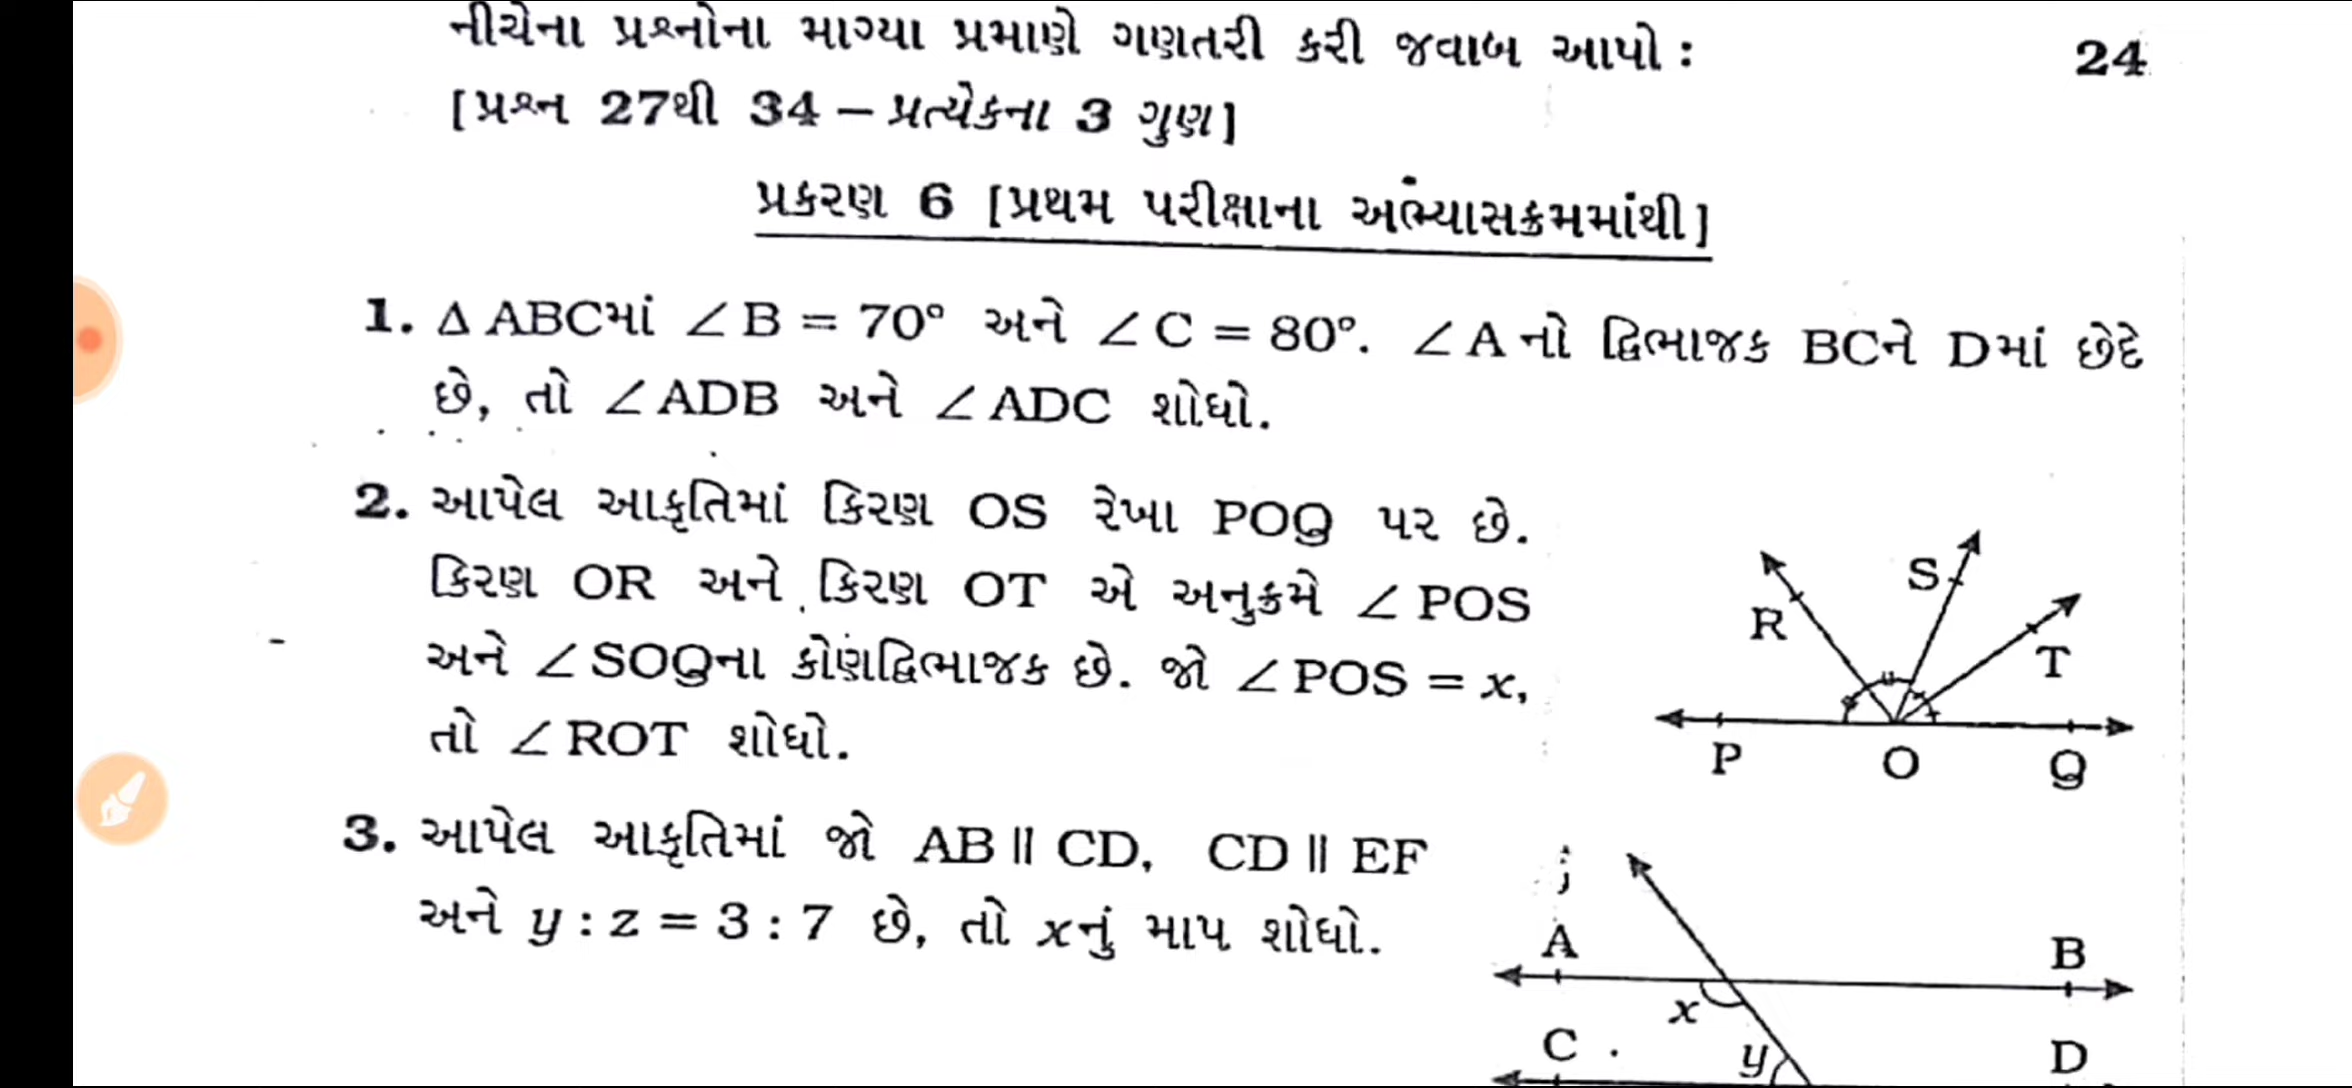 નીચેના પ્રશ્નોના માગ્યા પ્રમાણે ગણતરી કરી જવાબ આપો : 24
[પ્રશ્ન 27થી 34 – પ્રત્યેકના 3 ગુણ]
પ્રકરણ 6 [પ્રથમ પરીક્ષાના અભ્યાસક્રમમાંથી]
1. Δ ABCમાં ∠B = 70° અને ∠C = 80°. ∠A નો દ્વિભાજક BCને Dમાં છેદે
છે, તો ∠ADB અને ∠ADC શોધો.
2. આપેલ આકૃતિમાં કિરણ OS રેખા POQ પર છે.
કિરણ OR અને કિરણ OT એ અનુક્રમે ∠POS
અને ∠SOQના કોણદ્વિભાજક છે. જો ∠POS = x,
તો ∠ROT શોધો.
R S T
P O Q
3. આપેલ આકૃતિમાં જો AB || CD, CD || EF
અને y : z = 3 : 7 છે, તો xનું માપ શોધો.
A B
x
C y D